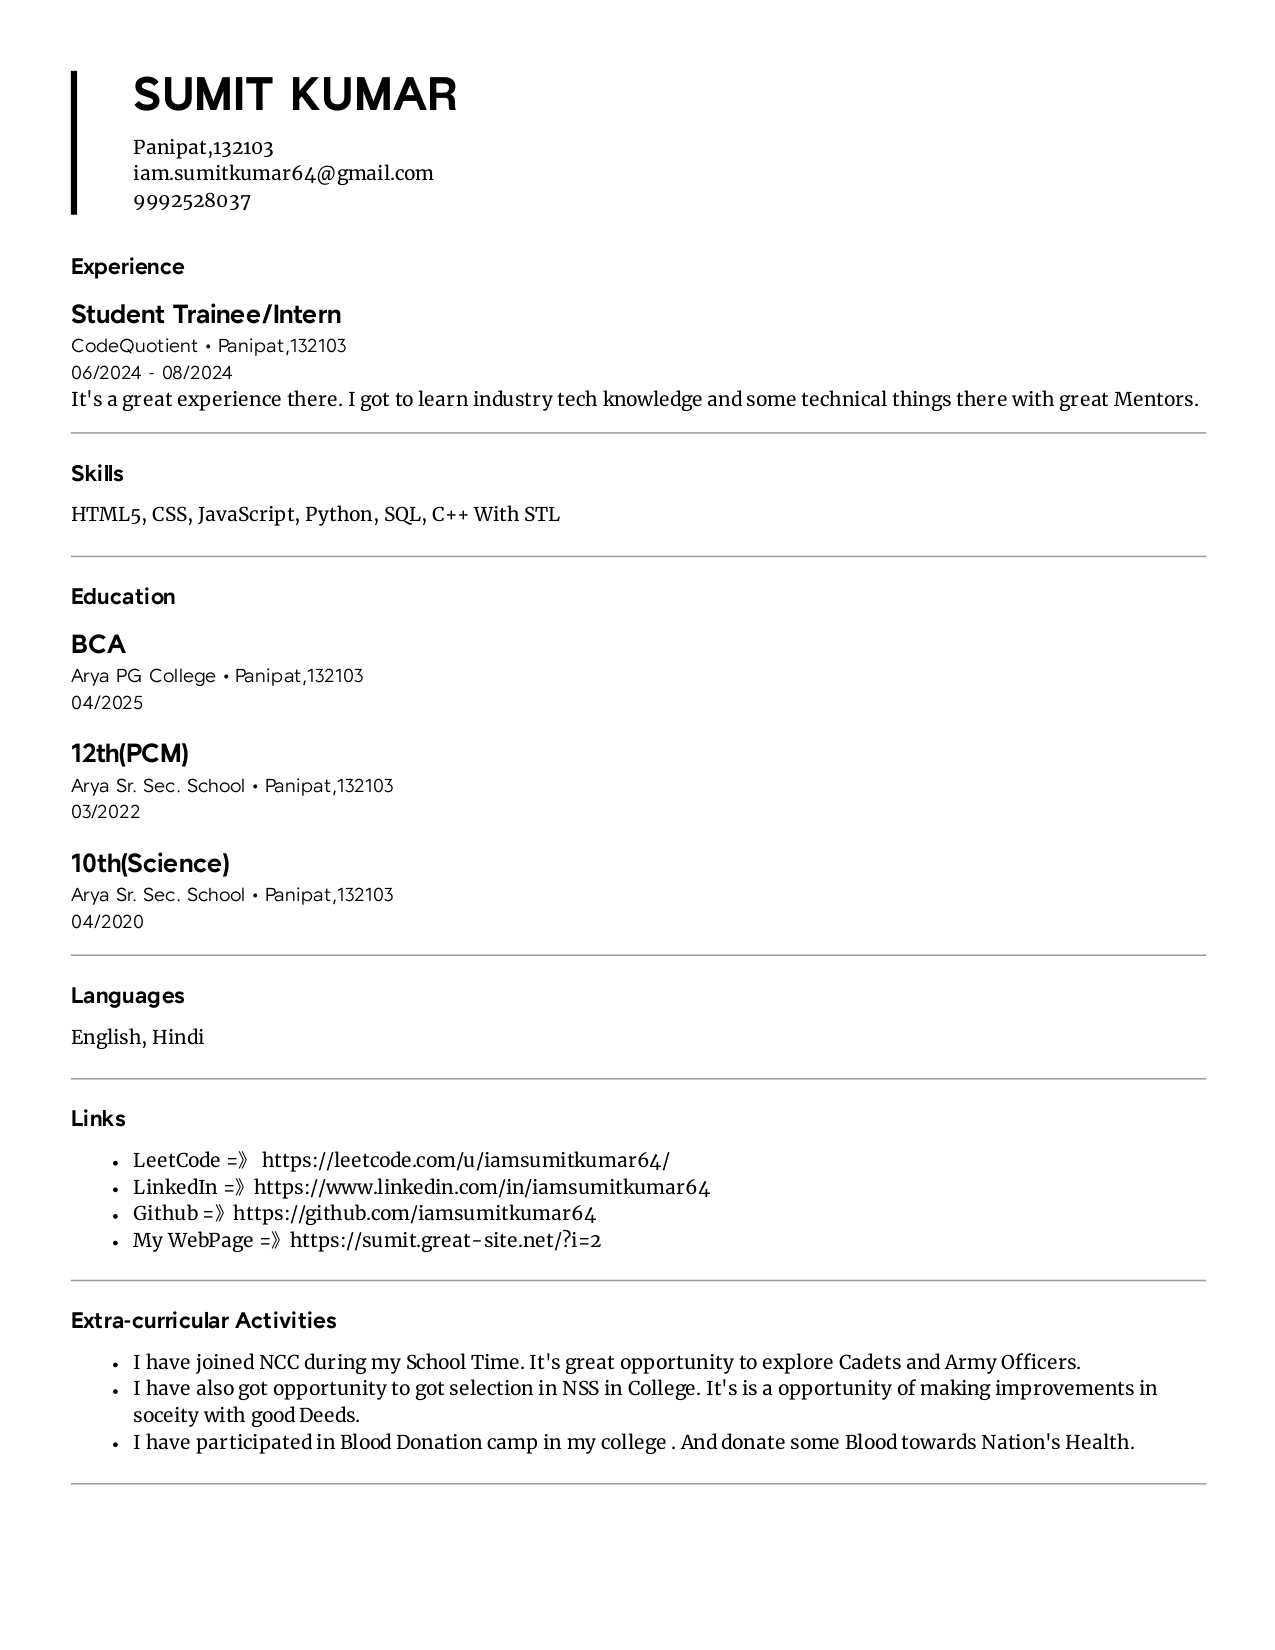 SUMIT KUMAR
Panipat,132103
iam.sumitkumar64@gmail.com
9992528037
Experience
Student Trainee/Intern
CodeQuotient • Panipat,132103
06/2024 - 08/2024
It's a great experience there. I got to learn industry tech knowledge and some technical things there with great Mentors.
Skills
HTML5, CSS, JavaScript, Python, SQL, C++ With STL
Education
BCA
Arya PG College • Panipat,132103
04/2025
12th(PCM)
Arya Sr. Sec. School • Panipat,132103
03/2022
10th(Science)
Arya Sr. Sec. School • Panipat,132103
04/2020
Languages
English, Hindi
Links
• LeetCode =》 https://leetcode.com/u/iamsumitkumar64/
• LinkedIn =》https://www.linkedin.com/in/iamsumitkumar64
• Github =》https://github.com/iamsumitkumar64
• My WebPage =》https://sumit.great-site.net/?i=2
Extra-curricular Activities
• I have joined NCC during my School Time. It's great opportunity to explore Cadets and Army Officers.
• I have also got opportunity to got selection in NSS in College. It's is a opportunity of making improvements in
soceity with good Deeds.
• I have participated in Blood Donation camp in my college . And donate some Blood towards Nation's Health.